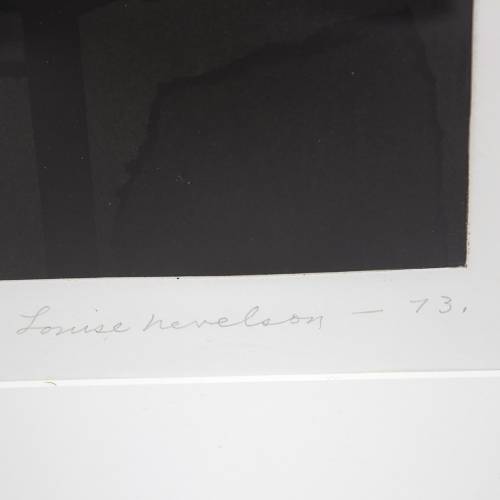 Louise Nevelson — 73.